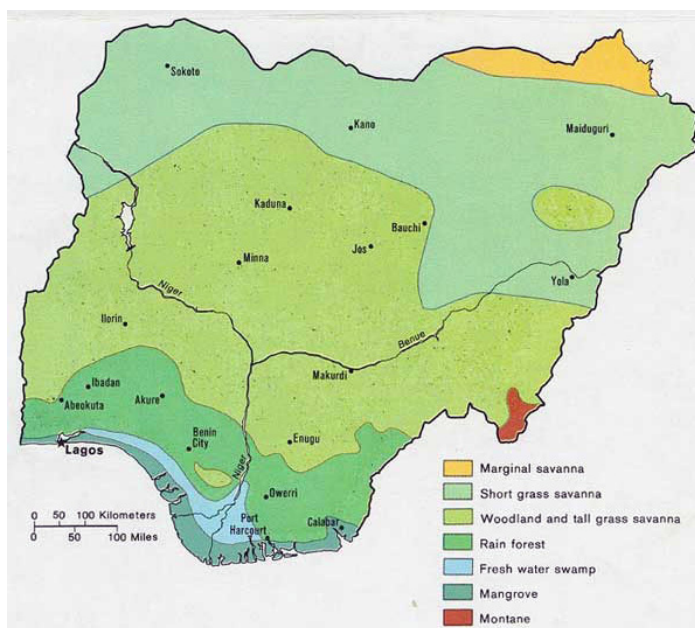 Sokoto
Kano
Maiduguri
Kaduna
Bauchi
Jos
Minna
Yola
Niger
Ilorin
Benue
Makurdi
Ibadan
Abeokuta
Akure
Benin
City
Enugu
Lagos
Niger
Owerri
Port
Harcourt
Calabar
0 50 100 Kilometers
0 50 100 Miles
Marginal savanna
Short grass savanna
Woodland and tall grass savanna
Rain forest
Fresh water swamp
Mangrove
Montane